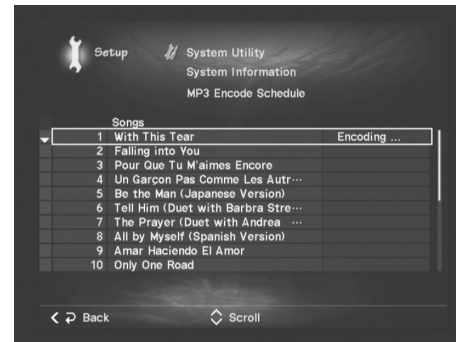 Setup
System Utility
System Information
MP3 Encode Schedule
Songs
1 With This Tear Encoding ...
2 Falling into You
3 Pour Que Tu M'aimes Encore
4 Un Garçon Pas Comme Les Autr···
5 Be the Man (Japanese Version)
6 Tell Him (Duet with Barbra Stre···
7 The Prayer (Duet with Andrea ···
8 All by Myself (Spanish Version)
9 Amar Haciendo El Amor
10 Only One Road
Back Scroll